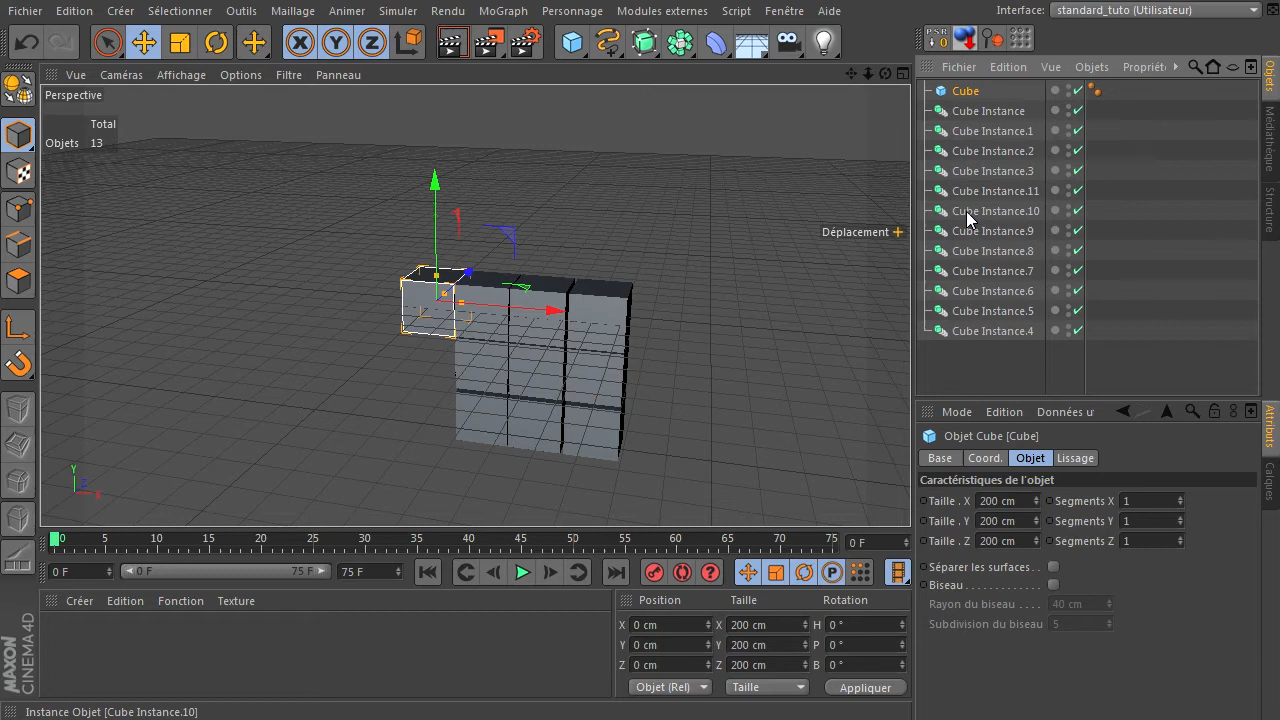 Fichier Edition Créer Sélectionner Outils Maillage Animer Simuler Rendu MoGraph Personnage Modules externes Script Fenêtre Aide Interface: standard_tuto (Utilisateur)
PSR
0
Vue Caméras Affichage Options Filtre Panneau
Fichier Edition Vue Objets Propriéte
Perspective
Total
Objets 13
Déplacement
Y
Z
X
Cube
Cube Instance
Cube Instance.1
Cube Instance.2
Cube Instance.3
Cube Instance.11
Cube Instance.10
Cube Instance.9
Cube Instance.8
Cube Instance.7
Cube Instance.6
Cube Instance.5
Cube Instance.4
Objets
Médiathèque
Structure
Mode Edition Données u
Objet Cube [Cube]
Base Coord. Objet Lissage
Caractéristiques de l'objet
Taille . X 200 cm Segments X 1
Taille . Y 200 cm Segments Y 1
Taille . Z 200 cm Segments Z 1
Séparer les surfaces. .
Biseau. . . . . . . . . . . . .
Rayon du biseau . . . . 40 cm
Subdivision du biseau 5
Attributs
Calques
0 5 10 15 20 25 30 35 40 45 50 55 60 65 70 75 0 F
0 F 0 F 75 F 75 F
Créer Edition Fonction Texture
Position Taille Rotation
X 0 cm X 200 cm H 0 °
Y 0 cm Y 200 cm P 0 °
Z 0 cm Z 200 cm B 0 °
Objet (Rel) Taille Appliquer
MAXON
CINEMA 4D
Instance Objet [Cube Instance.10]